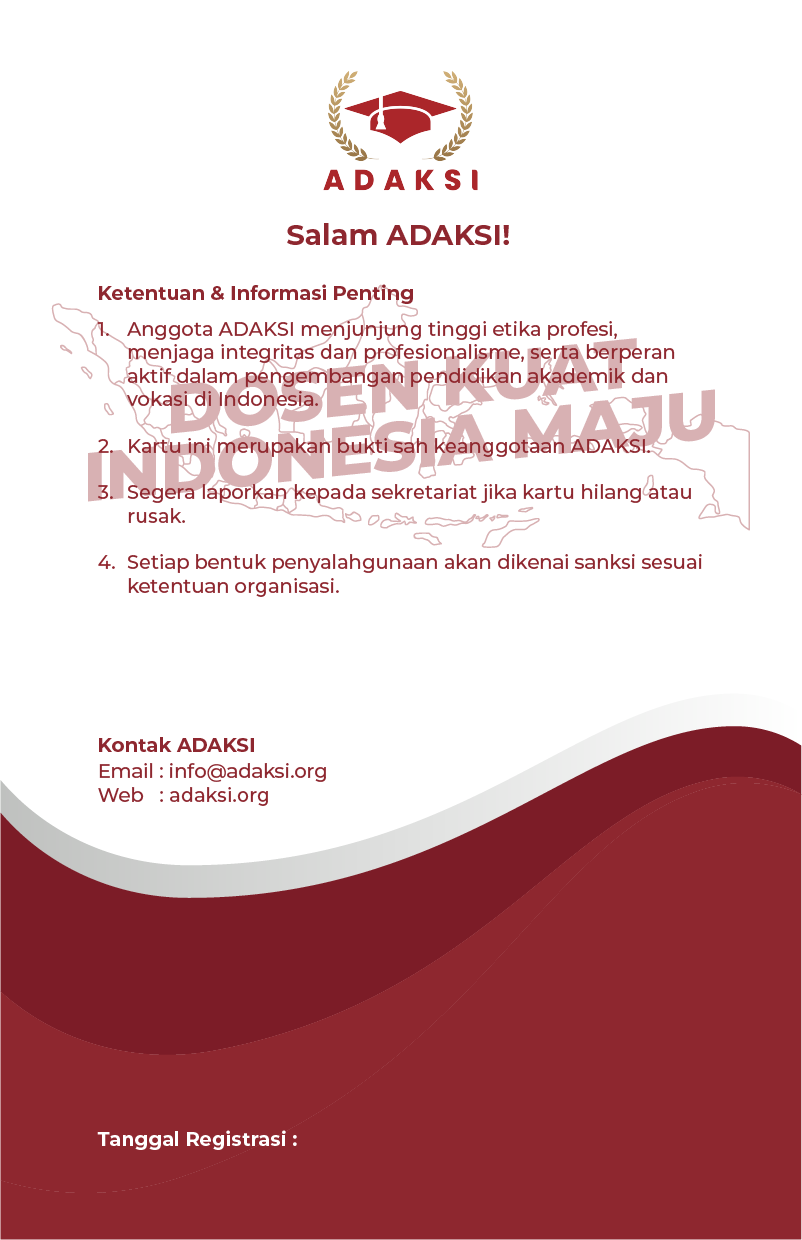 ADAKSI
Salam ADAKSI!
Ketentuan & Informasi Penting
1. Anggota ADAKSI menjunjung tinggi etika profesi,
menjaga integritas dan profesionalisme, serta berperan
aktif dalam pengembangan pendidikan akademik dan
vokasi di Indonesia.
2. Kartu ini merupakan bukti sah keanggotaan ADAKSI.
3. Segera laporkan kepada sekretariat jika kartu hilang atau
rusak.
4. Setiap bentuk penyalahgunaan akan dikenai sanksi sesuai
ketentuan organisasi.
DOSEN KUAT
INDONESIA MAJU
Kontak ADAKSI
Email : info@adaksi.org
Web : adaksi.org
Tanggal Registrasi :